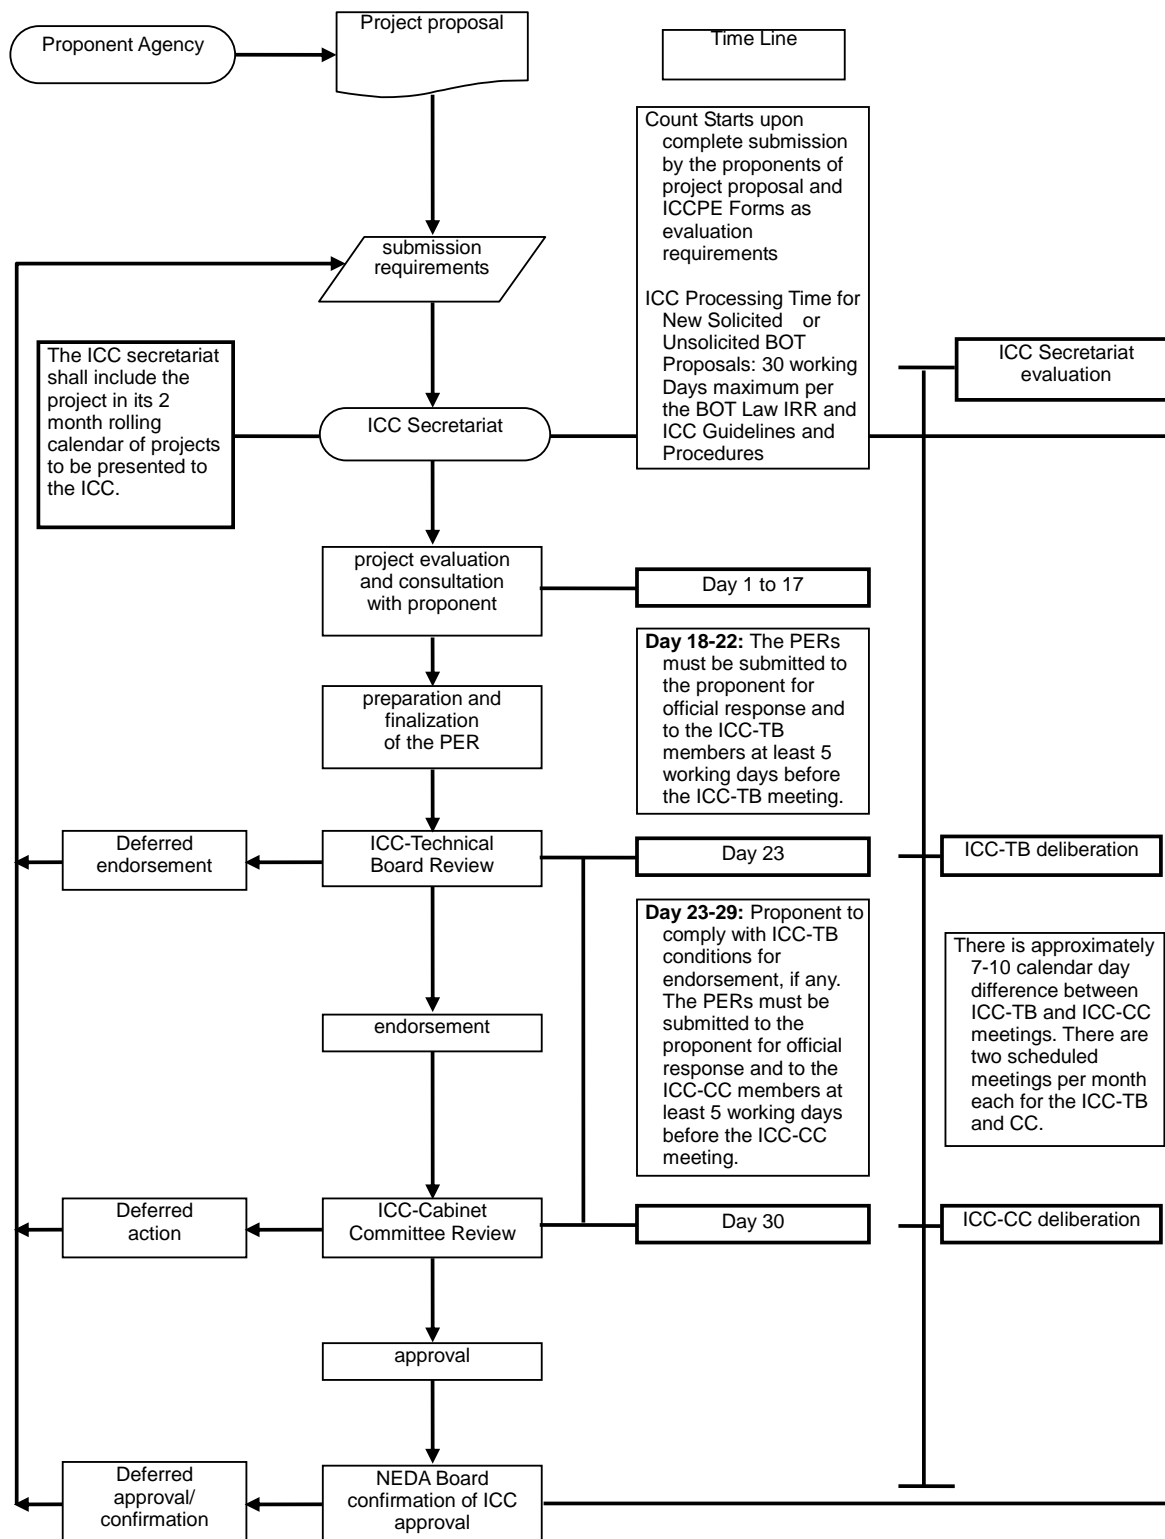 Proponent Agency
Project proposal
Time Line
Count Starts upon
complete submission
by the proponents of
project proposal and
ICCPE Forms as
evaluation
requirements
submission
requirements
ICC Processing Time for
New Solicited or
Unsolicited BOT
Proposals: 30 working
Days maximum per
the BOT Law IRR and
ICC Guidelines and
Procedures
The ICC secretariat
shall include the
project in its 2
month rolling
calendar of projects
to be presented to
the ICC.
ICC Secretariat
ICC Secretariat
evaluation
project evaluation
and consultation
with proponent
Day 1 to 17
preparation and
finalization
of the PER
Day 18-22: The PERs
must be submitted to
the proponent for
official response and
to the ICC-TB
members at least 5
working days before
the ICC-TB meeting.
Deferred
endorsement
ICC-Technical
Board Review
Day 23
ICC-TB deliberation
endorsement
Day 23-29: Proponent to
comply with ICC-TB
conditions for
endorsement, if any.
The PERs must be
submitted to the
proponent for official
response and to the
ICC-CC members at
least 5 working days
before the ICC-CC
meeting.
There is approximately
7-10 calendar day
difference between
ICC-TB and ICC-CC
meetings. There are
two scheduled
meetings per month
each for the ICC-TB
and CC.
Deferred
action
ICC-Cabinet
Committee Review
Day 30
ICC-CC deliberation
approval
Deferred
approval/
confirmation
NEDA Board
confirmation of ICC
approval